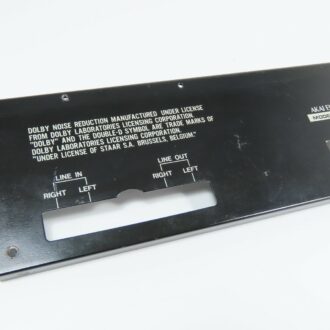 DOLBY NOISE REDUCTION MANUFACTURED UNDER LICENSE
FROM DOLBY LABORATORIES LICENSING CORPORATION.
"DOLBY" AND THE DOUBLE-D SYMBOL ARE TRADE MARKS OF
DOLBY LABORATORIES LICENSING CORPORATION.
"UNDER LICENSE OF STAAR S.A. BRUSSELS, BELGIUM."
LINE IN
RIGHT LEFT
LINE OUT
RIGHT LEFT
AKAI
MODEL